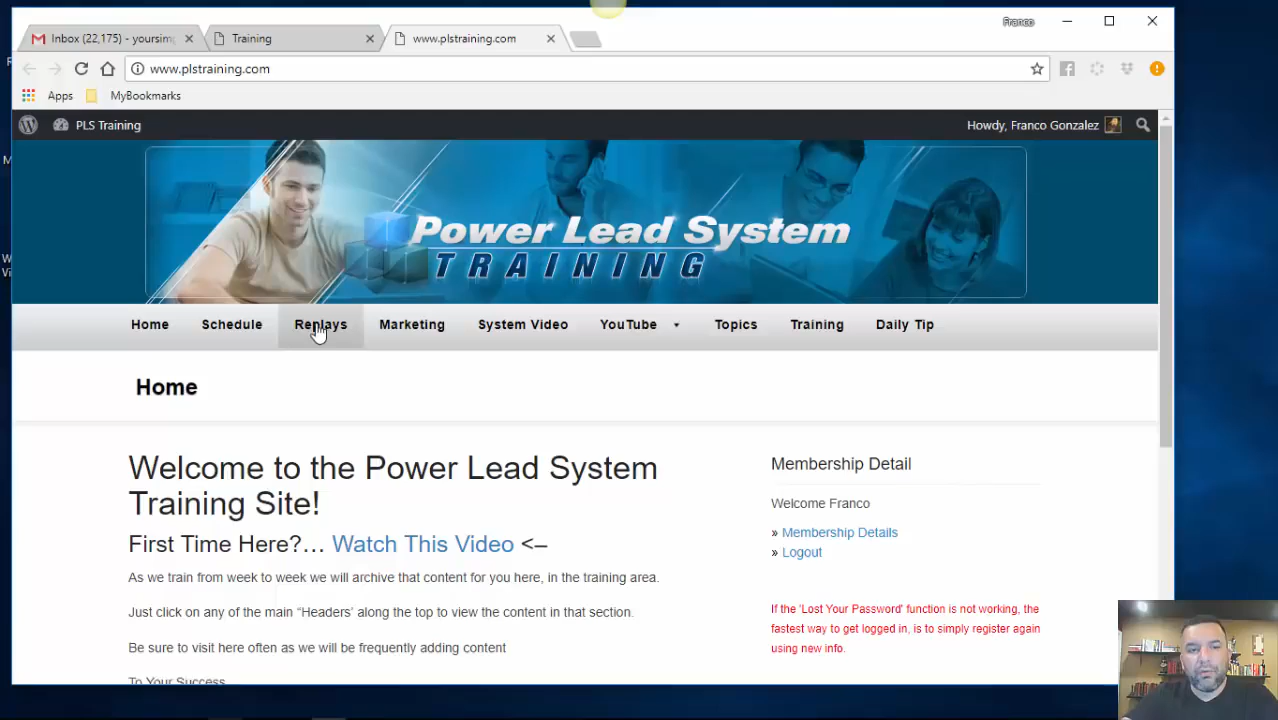 Franco
Inbox (22,175) - yoursimp
Training
www.plstraining.com
www.plstraining.com
Apps
MyBookmarks
PLS Training
Howdy, Franco Gonzalez
Power Lead System
TRAINING
Home
Schedule
Replays
Marketing
System Video
YouTube
Topics
Training
Daily Tip
Home
Welcome to the Power Lead System
Training Site!
First Time Here?… Watch This Video <–
As we train from week to week we will archive that content for you here, in the training area.
Just click on any of the main “Headers’ along the top to view the content in that section.
Be sure to visit here often as we will be frequently adding content
To Your Success
Membership Detail
Welcome Franco
» Membership Details
» Logout
If the 'Lost Your Password' function is not working, the
fastest way to get logged in, is to simply register again
using new info.